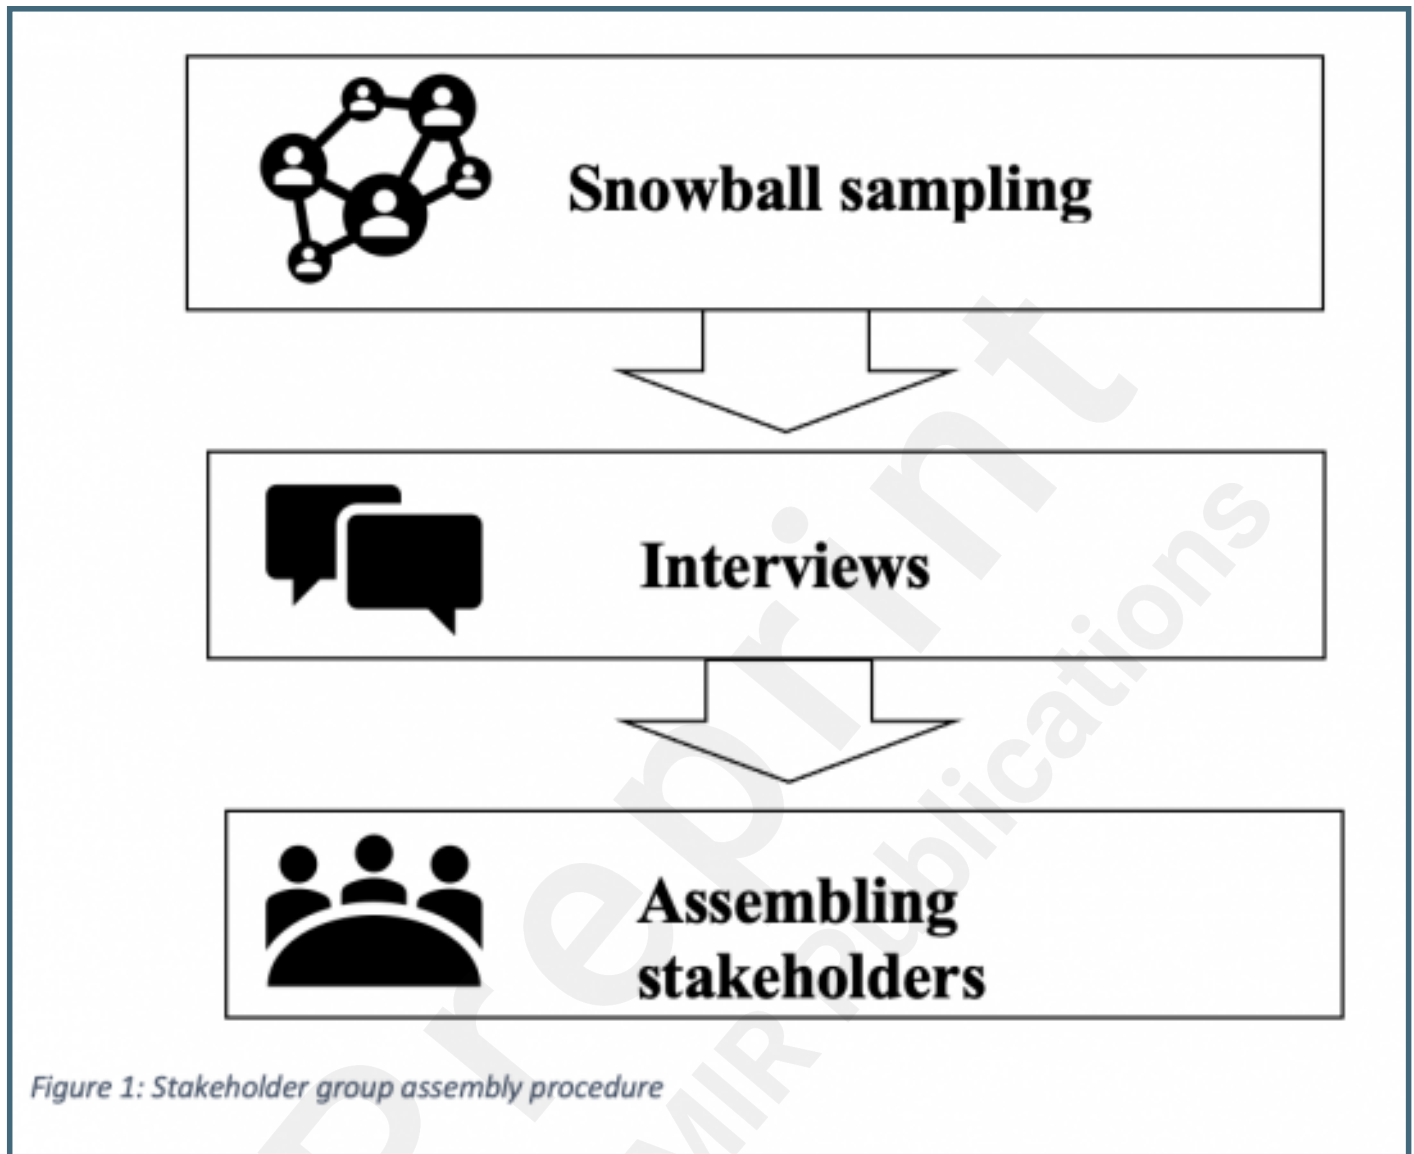 Snowball sampling
Interviews
Assembling
stakeholders
Figure 1: Stakeholder group assembly procedure
Preprint
JMIR Publications